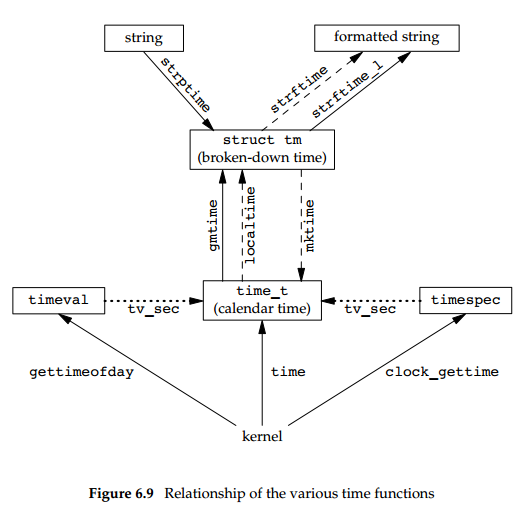 string
formatted string
strptime
strftime
strftime_l
struct tm
(broken-down time)
gmtime
localtime
mktime
timeval
tv_sec
time_t
(calendar time)
tv_sec
timespec
gettimeofday
time
clock_gettime
kernel
Figure 6.9 Relationship of the various time functions